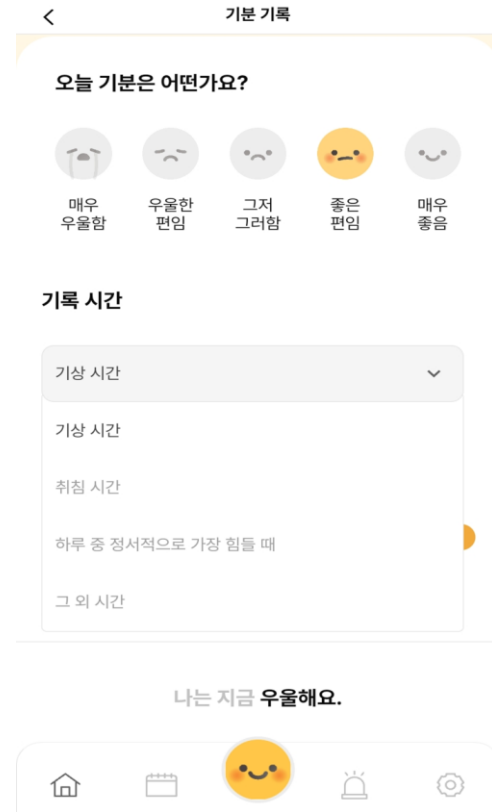 기분 기록
오늘 기분은 어떤가요?
매우
우울함
우울한
편임
그저
그러함
좋은
편임
매우
좋음
기록 시간
기상 시간
기상 시간
취침 시간
하루 중 정서적으로 가장 힘들 때
그 외 시간
나는 지금 우울해요.